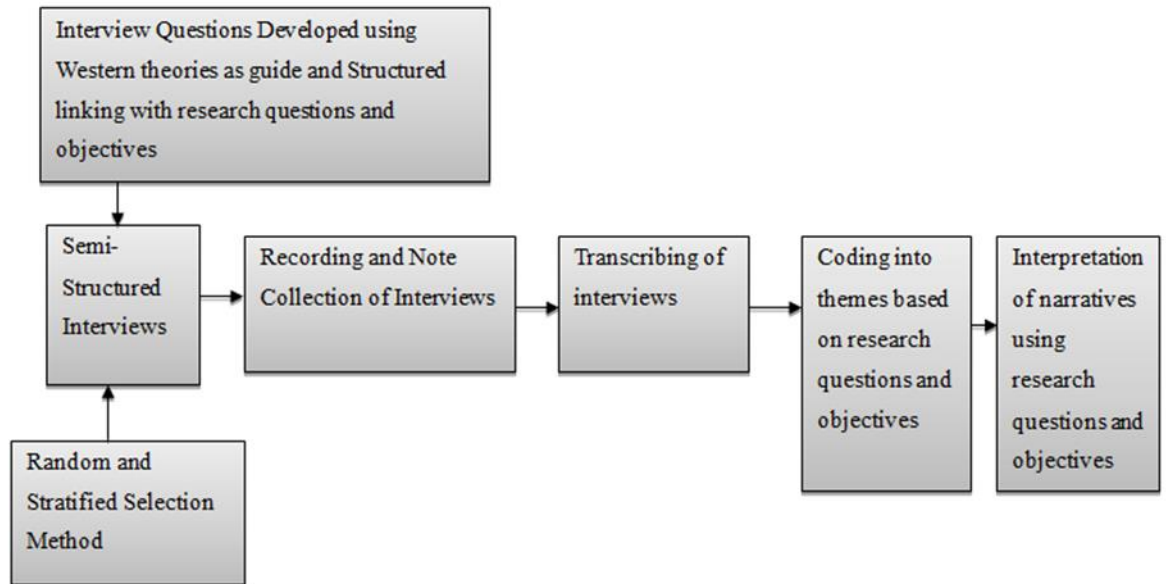 Interview Questions Developed using
Western theories as guide and Structured
linking with research questions and
objectives
Semi-
Structured
Interviews
Recording and Note
Collection of Interviews
Transcribing of
interviews
Coding into
themes based
on research
questions and
objectives
Interpretation
of narratives
using
research
questions and
objectives
Random and
Stratified Selection
Method